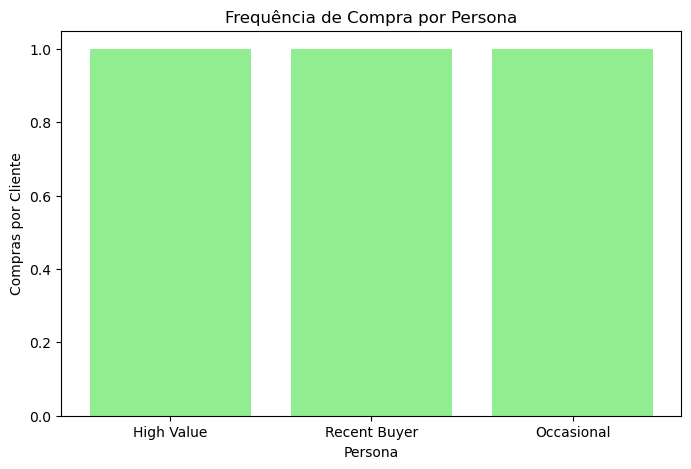 Frequência de Compra por Persona
Compras por Cliente
1.0
0.8
0.6
0.4
0.2
0.0
High Value
Recent Buyer
Occasional
Persona